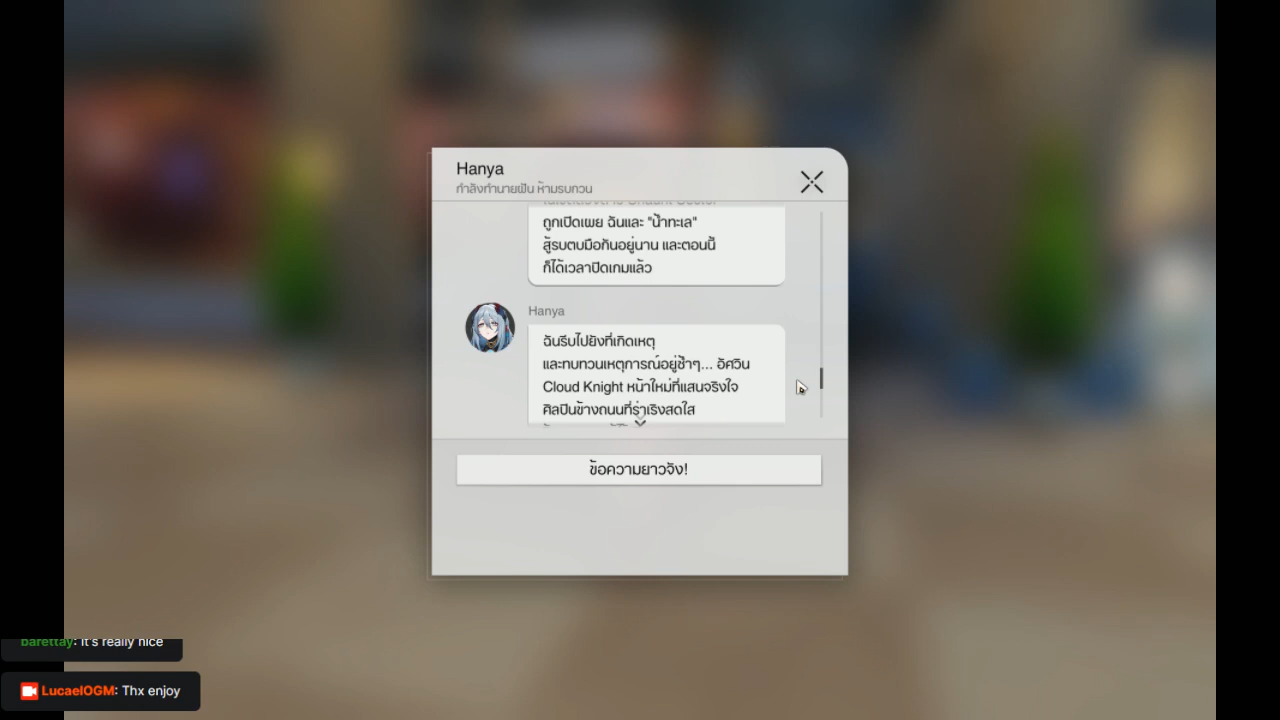 Hanya
กำลังทำนายฝัน ห้ามรบกวน
ถูกเปิดเผย ฉันและ "น้ำทะเล"
สู้รบตบมือกันอยู่นาน และตอนนี้
ก็ได้เวลาปิดเกมแล้ว
Hanya
ฉันรีบไปยังที่เกิดเหตุ
และทบทวนเหตุการณ์อยู่ซ้ำๆ... อัศวิน
Cloud Knight หน้าใหม่ที่แสนจริงใจ
ศิลปินข้างถนนที่ร่าเริงสดใส
ข้อความยาวจัง!
barettay: It's really nice
LucaelOGM: Thx enjoy